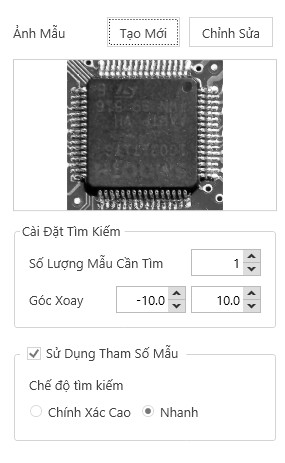 Ảnh Mẫu Tạo Mới Chỉnh Sửa
Cài Đặt Tìm Kiếm
Số Lượng Mẫu Cần Tìm 1
Góc Xoay -10.0 10.0
Sử Dụng Tham Số Mẫu
Chế độ tìm kiếm
Chính Xác Cao Nhanh